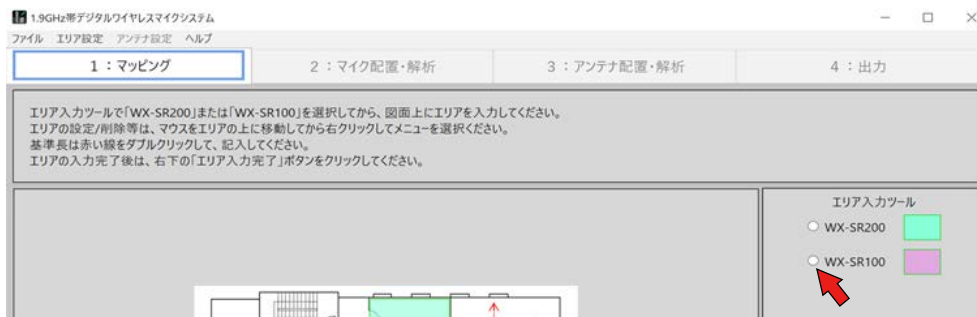 1.9GHz帯デジタルワイヤレスマイクシステム
ファイル エリア設定 アンテナ設定 ヘルプ
1：マッピング 2：マイク配置・解析 3：アンテナ配置・解析 4：出力
エリア入力ツールで「WX-SR200」または「WX-SR100」を選択してから、図面上にエリアを入力してください。
エリアの設定/削除等は、マウスをエリアの上に移動してから右クリックしてメニューを選択ください。
基準長は赤い線をダブルクリックして、記入してください。
エリアの入力完了後は、右下の「エリア入力完了」ボタンをクリックしてください。
エリア入力ツール
WX-SR200
WX-SR100